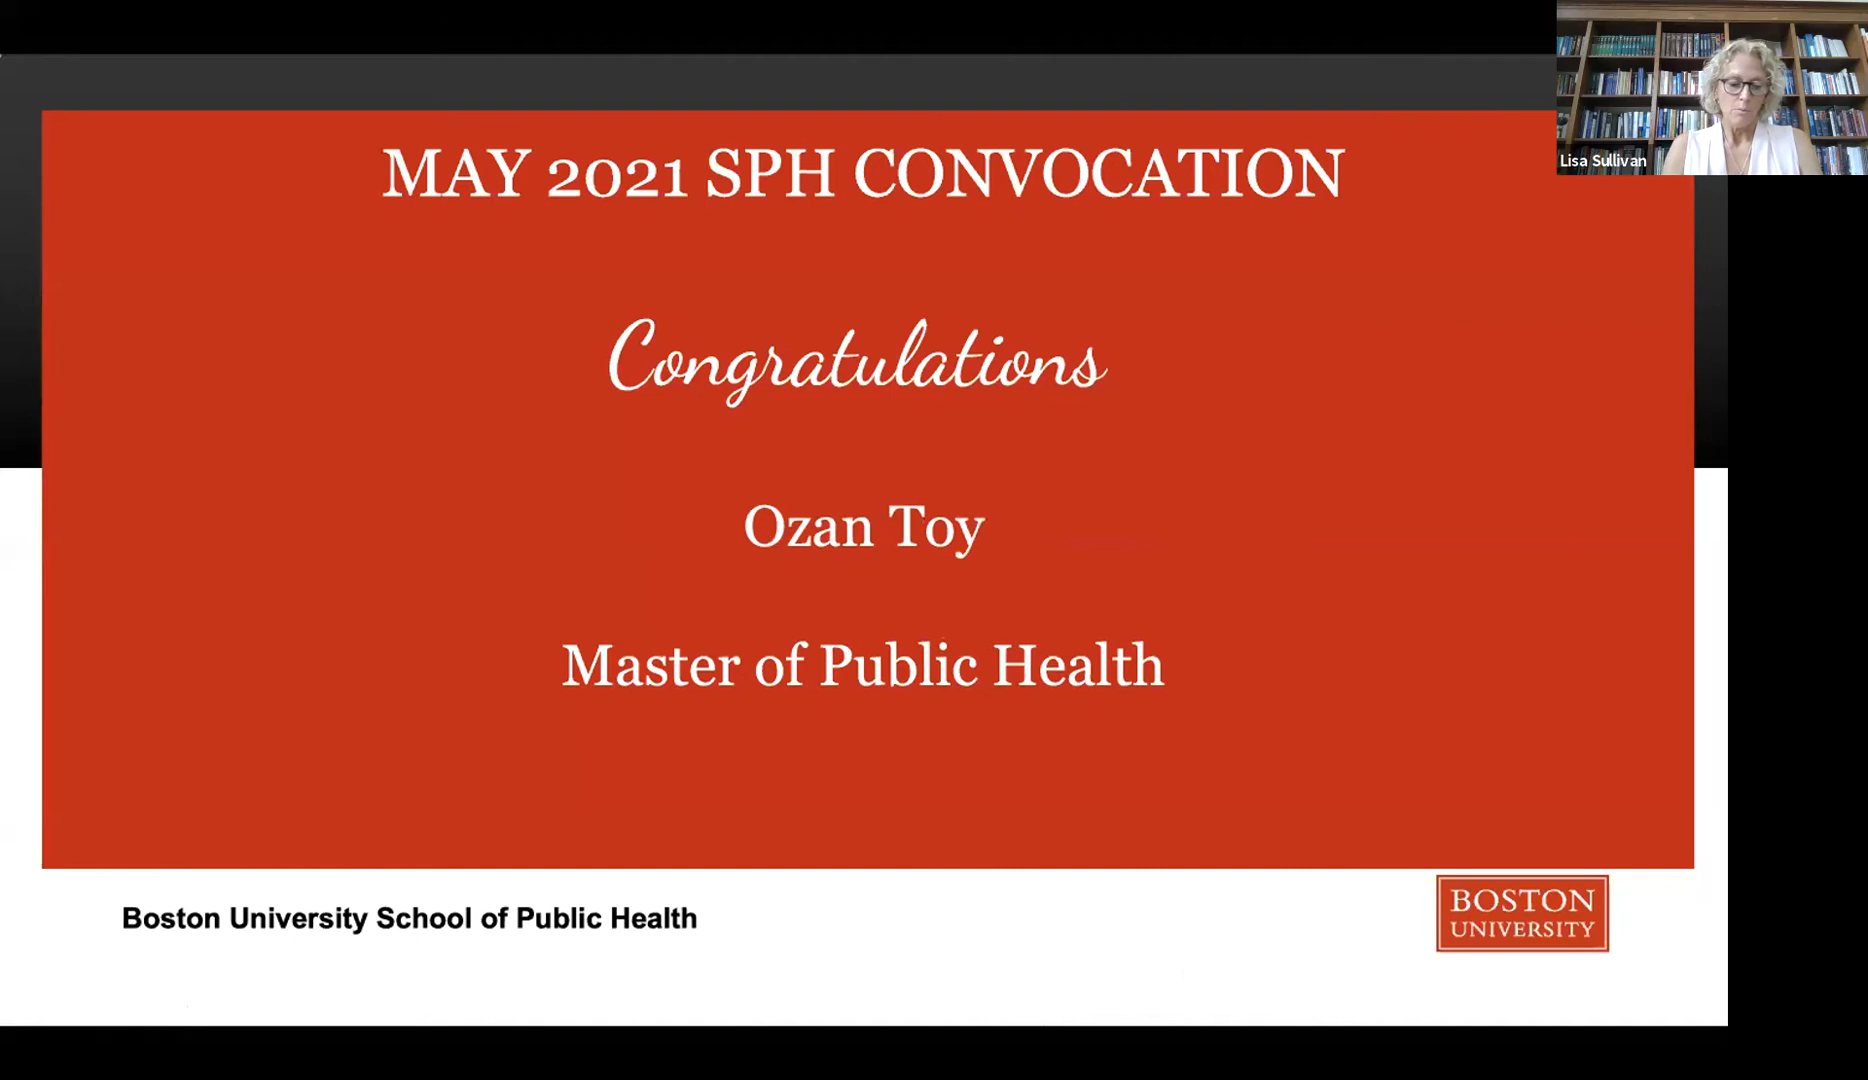 MAY 2021 SPH CONVOCATION
Lisa Sullivan
Congratulations
Ozan Toy
Master of Public Health
Boston University School of Public Health
BOSTON
UNIVERSITY